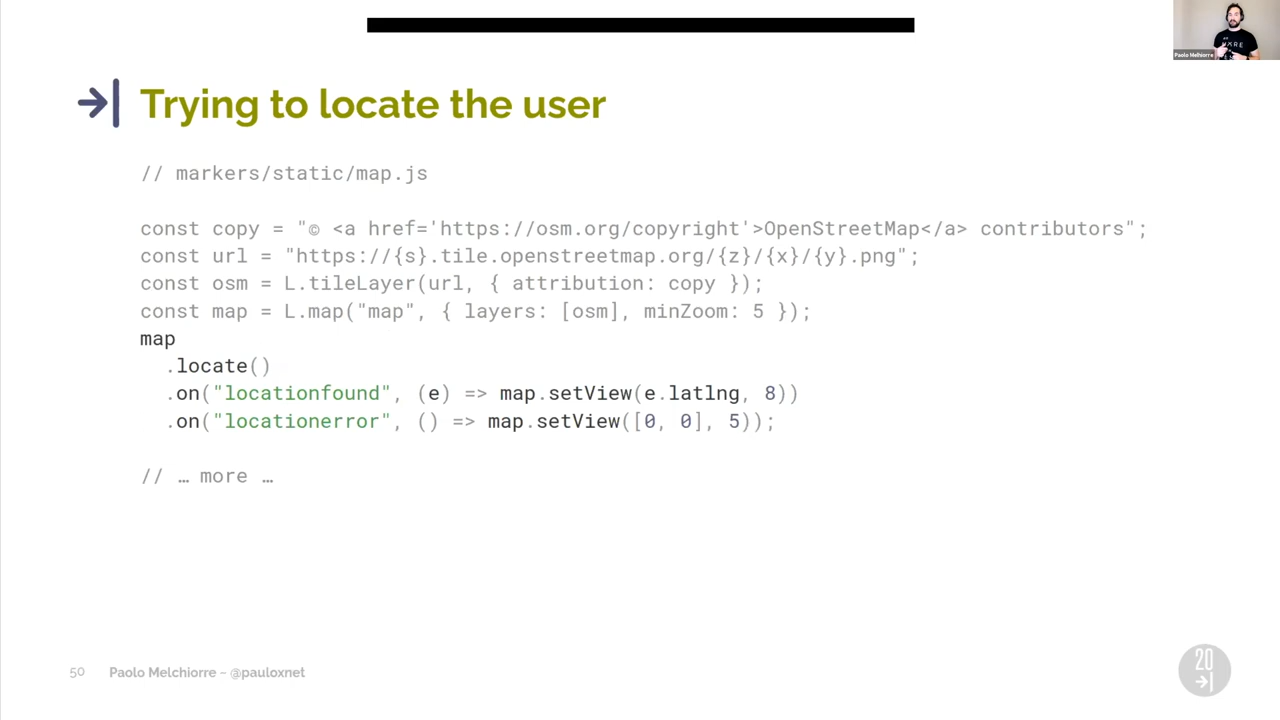 Paolo Melhiorre
Trying to locate the user
// markers/static/map.js
const copy = "© <a href='https://osm.org/copyright'>OpenStreetMap</a> contributors";
const url = "https://{s}.tile.openstreetmap.org/{z}/{x}/{y}.png";
const osm = L.tileLayer(url, { attribution: copy });
const map = L.map("map", { layers: [osm], minZoom: 5 });
map
  .locate()
  .on("locationfound", (e) => map.setView(e.latlng, 8))
  .on("locationerror", () => map.setView([0, 0], 5));
// … more …
50 Paolo Melchiorre – @pauloxnet
20